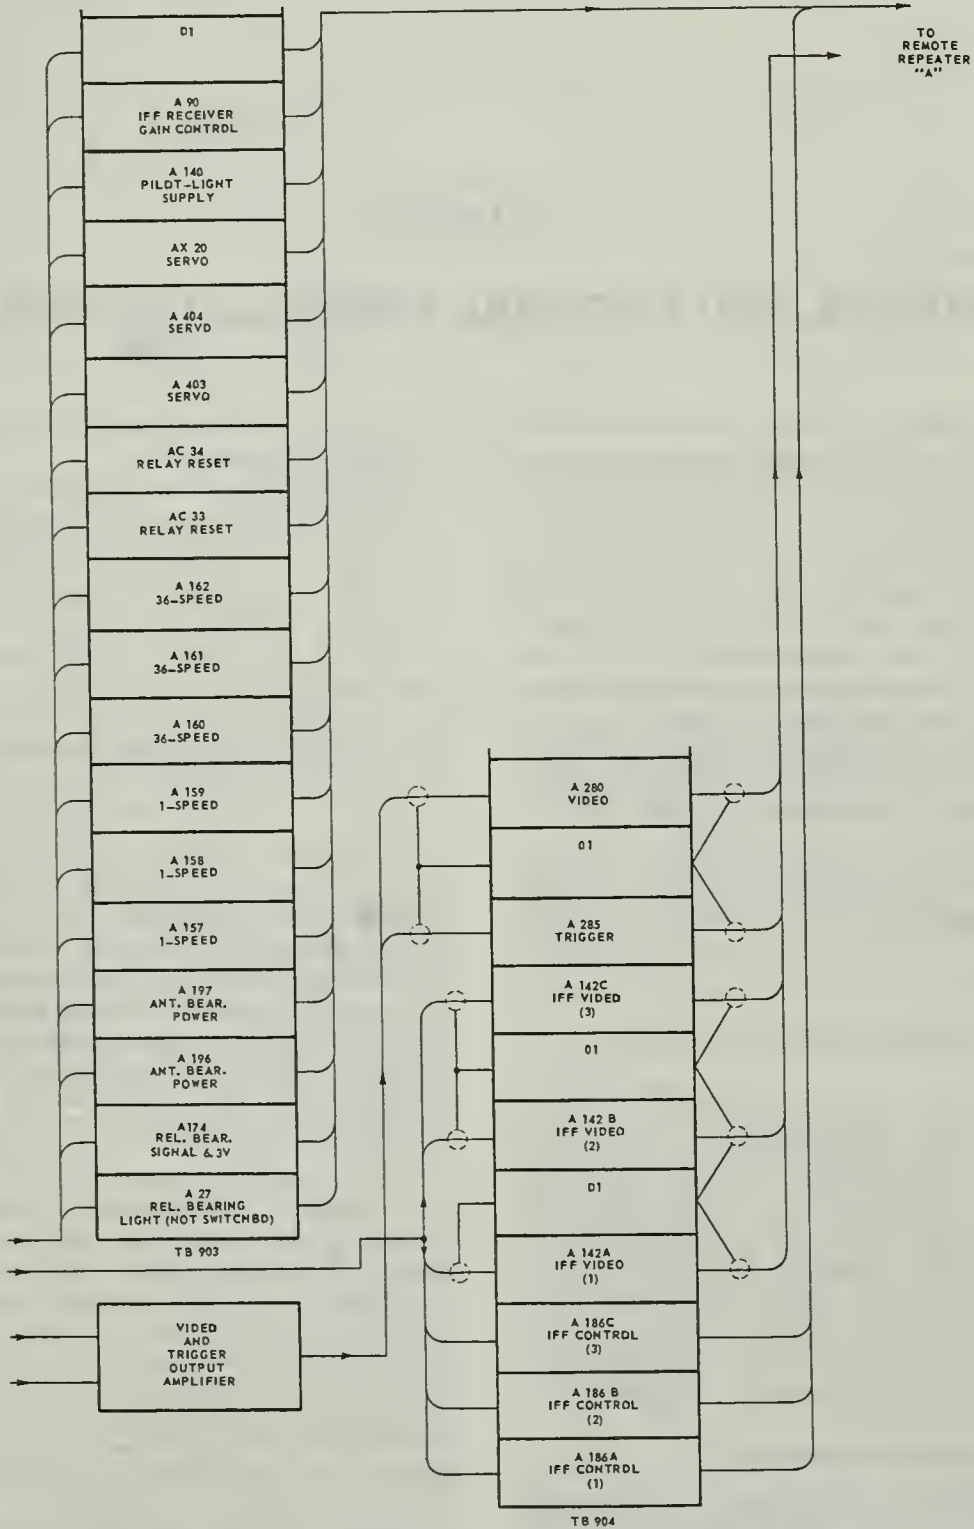 D1
A 90
IFF RECEIVER
GAIN CONTROL
A 140
PILOT-LIGHT
SUPPLY
AX 20
SERVO
A 404
SERVO
A 403
SERVO
AC 34
RELAY RESET
AC 33
RELAY RESET
A 162
36-SPEED
A 161
36-SPEED
A 160
36-SPEED
A 159
1-SPEED
A 158
1-SPEED
A 157
1-SPEED
A 197
ANT. BEAR.
POWER
A 196
ANT. BEAR.
POWER
A174
REL. BEAR.
SIGNAL 6.3V
A 27
REL. BEARING
LIGHT (NOT SWITCHBD)
TB 903
VIDEO
AND
TRIGGER
OUTPUT
AMPLIFIER
TO
REMOTE
REPEATER
"A"
A 280
VIDEO
D1
A 285
TRIGGER
A 142C
IFF VIDEO
(3)
D1
A 142 B
IFF VIDEO
(2)
D1
A 142A
IFF VIDEO
(1)
A 186C
IFF CONTROL
(3)
A 186 B
IFF CONTROL
(2)
A 186A
IFF CONTROL
(1)
TB 904